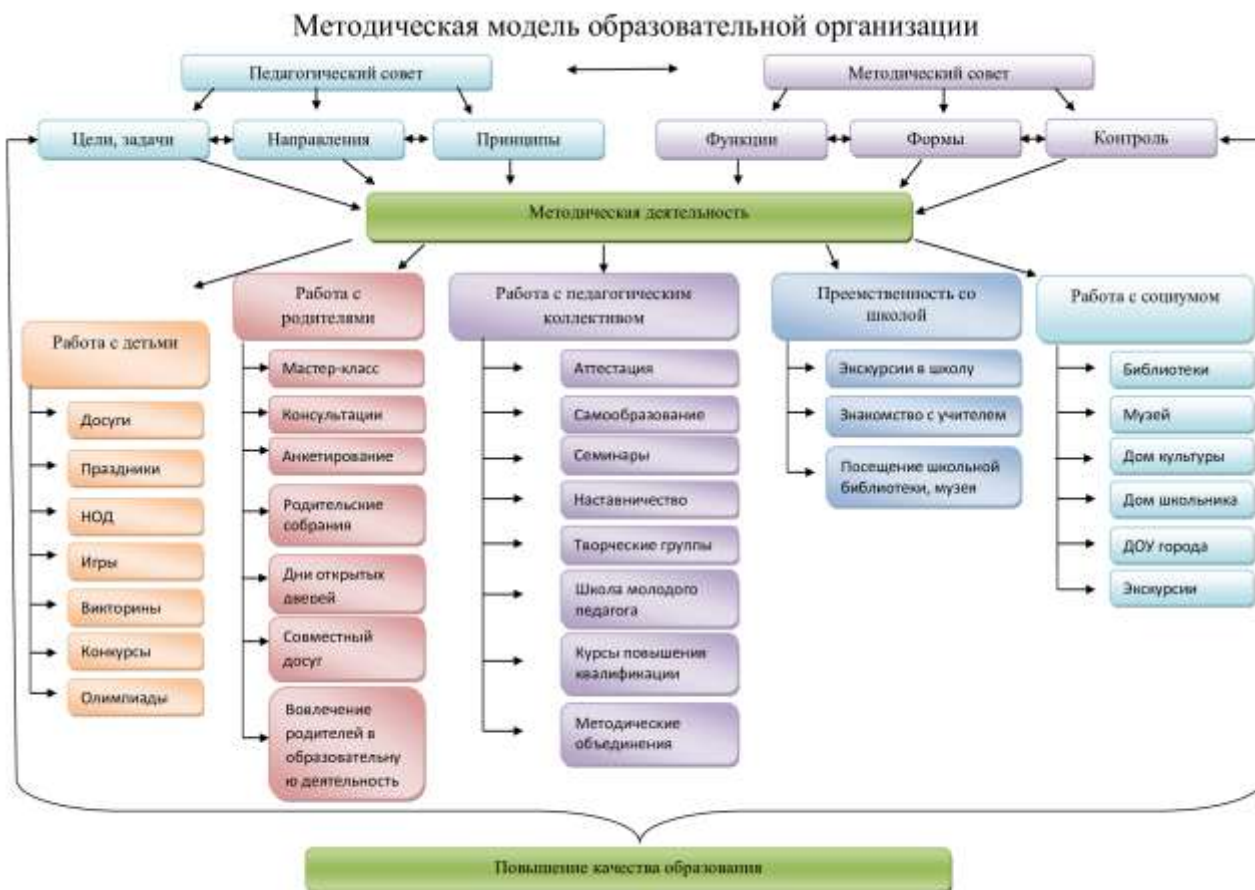 Методическая модель образовательной организации
Педагогический совет
Методический совет
Цели, задачи
Направления
Принципы
Функции
Формы
Контроль
Методическая деятельность
Работа с детьми
Досуги
Праздники
НОД
Игры
Викторины
Конкурсы
Олимпиады
Работа с
родителями
Мастер-класс
Консультации
Анкетирование
Родительские
собрания
Дни открытых
дверей
Совместный
досуг
Вовлечение
родителей в
образовательну
ю деятельность
Работа с педагогическим
коллективом
Аттестация
Самообразование
Семинары
Наставничество
Творческие группы
Школа молодого
педагога
Курсы повышения
квалификации
Методические
объединения
Преемственность со
школой
Экскурсии в школу
Знакомство с учителем
Посещение школьной
библиотеки, музея
Работа с социумом
Библиотеки
Музей
Дом культуры
Дом школьника
ДОУ города
Экскурсии
Повышение качества образования